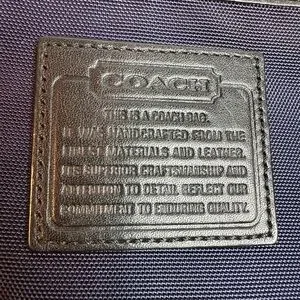 COACH
THIS IS A COACH BAG.
IT WAS HANDCRAFTED FROM THE
FINEST MATERIALS AND LEATHER.
ITS SUPERIOR CRAFTSMANSHIP AND
ATTENTION TO DETAIL REFLECT OUR
COMMITMENT TO ENDURING QUALITY.